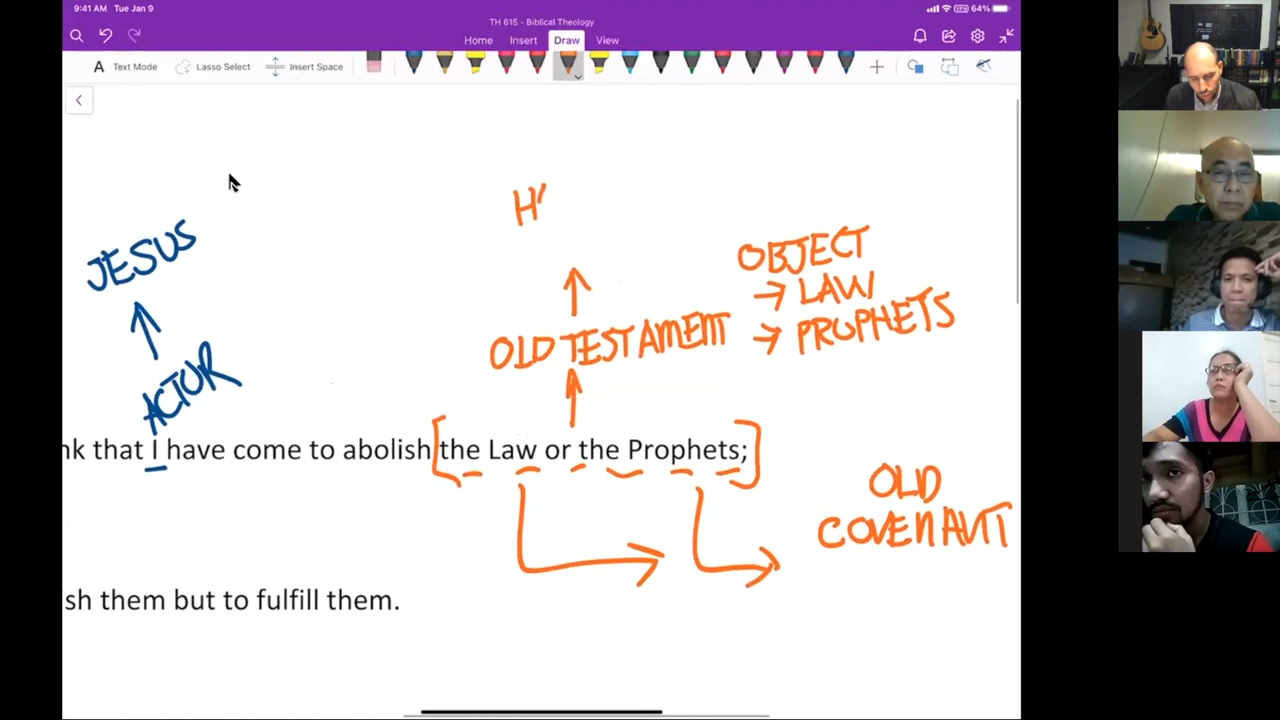 9:41 AM Tue Jan 9
64%
TH 615 - Biblical Theology
Home Insert Draw View
A Text Mode Lasso Select Insert Space
H
JESUS
OBJECT
→ LAW
OLD TESTAMENT → PROPHETS
ACTOR
nk that I have come to abolish [the Law or the Prophets;]
OLD
COVENANT
sh them but to fulfill them.